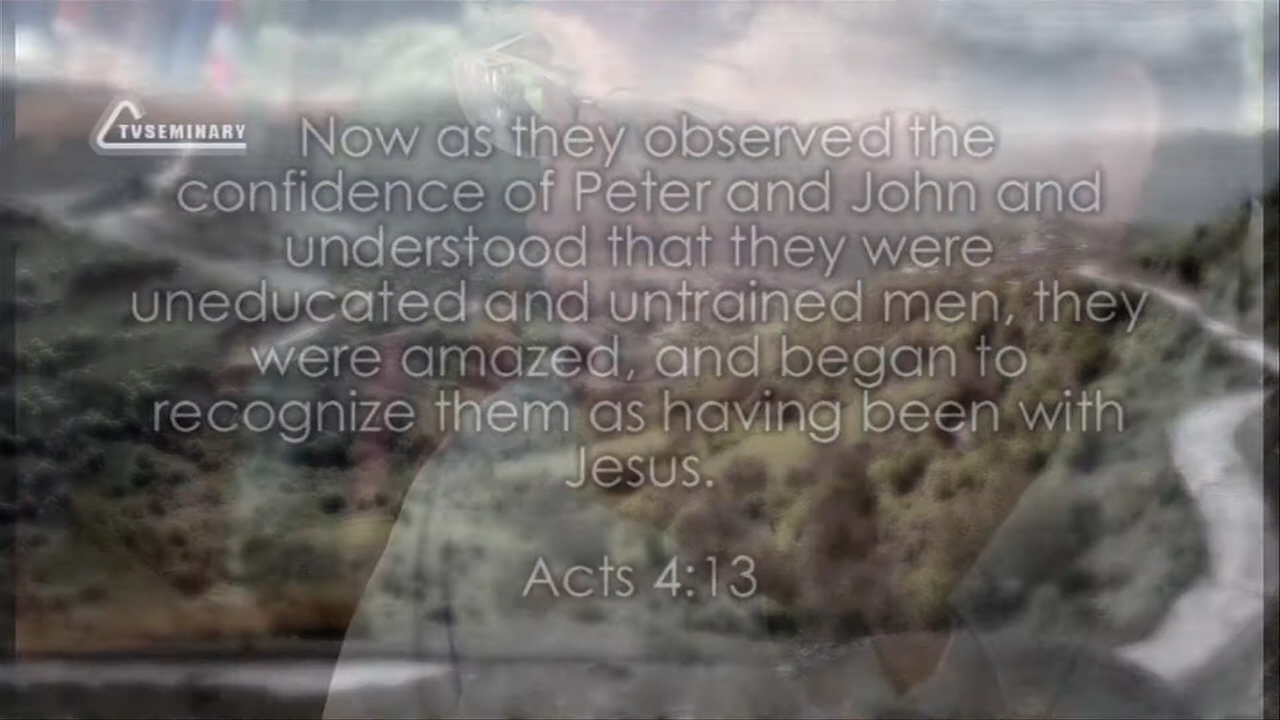 TVSEMINARY
Now as they observed the
confidence of Peter and John and
understood that they were
uneducated and untrained men, they
were amazed, and began to
recognize them as having been with
Jesus.
Acts 4:13